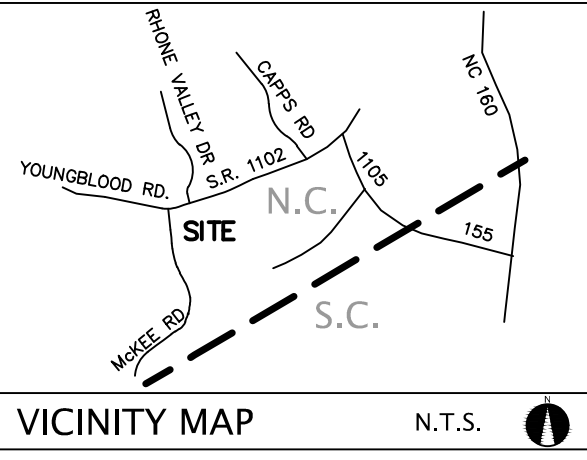 RHONE VALLEY DR
CAPPS RD
NC 160
YOUNGBLOOD RD.
S.R. 1102
1105
N.C.
SITE
155
S.C.
McKEE RD
VICINITY MAP
N.T.S.
N